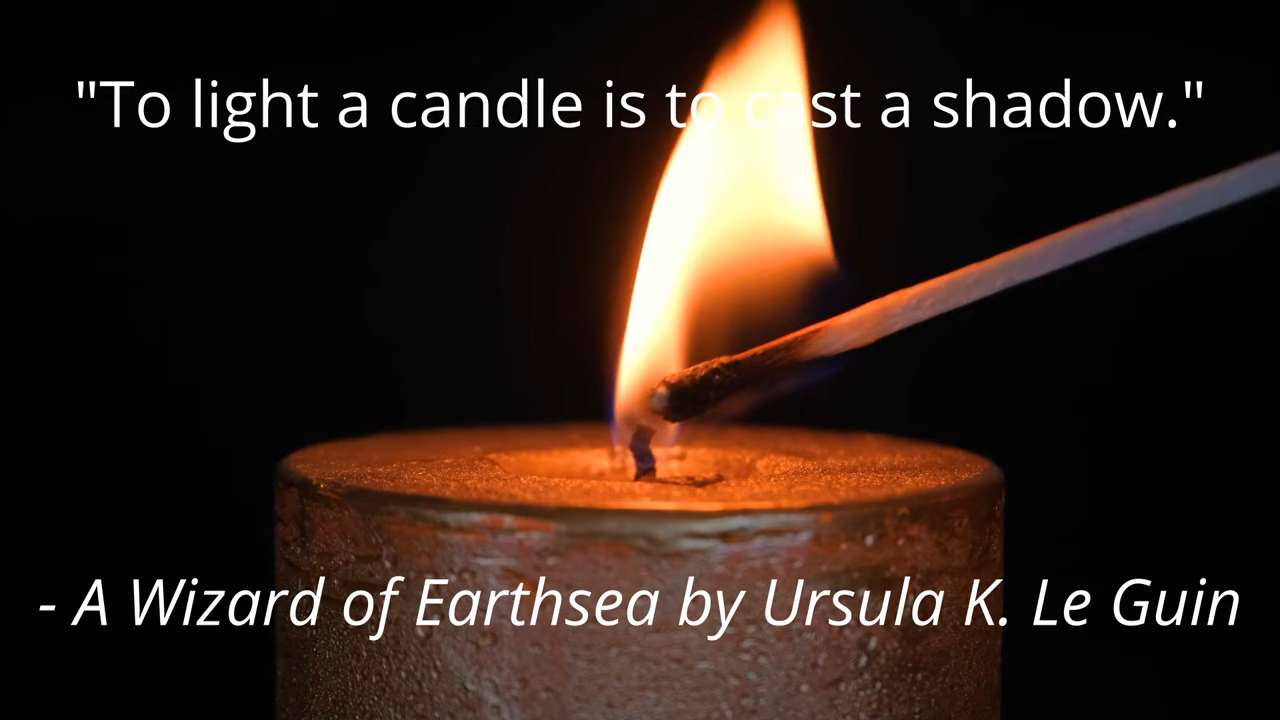 "To light a candle is to cast a shadow."
- A Wizard of Earthsea by Ursula K. Le Guin